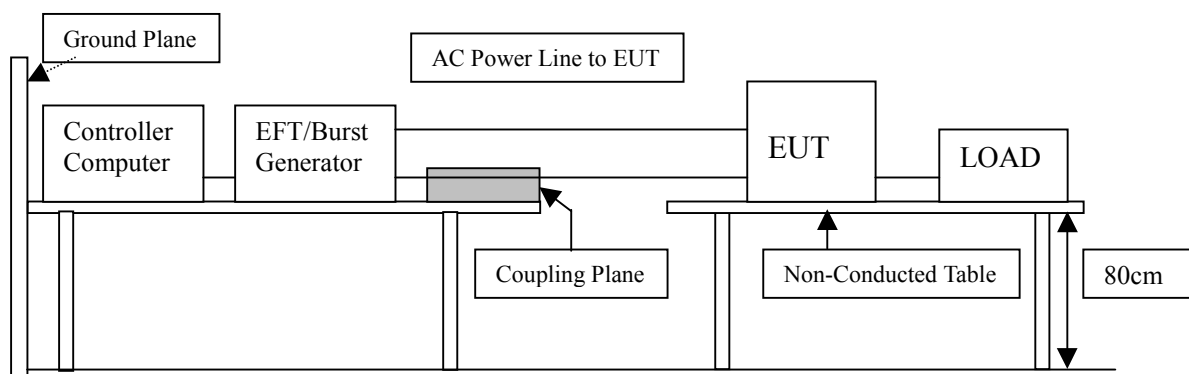 Ground Plane
AC Power Line to EUT
Controller
Computer
EFT/Burst
Generator
EUT
LOAD
Coupling Plane
Non-Conducted Table
80cm